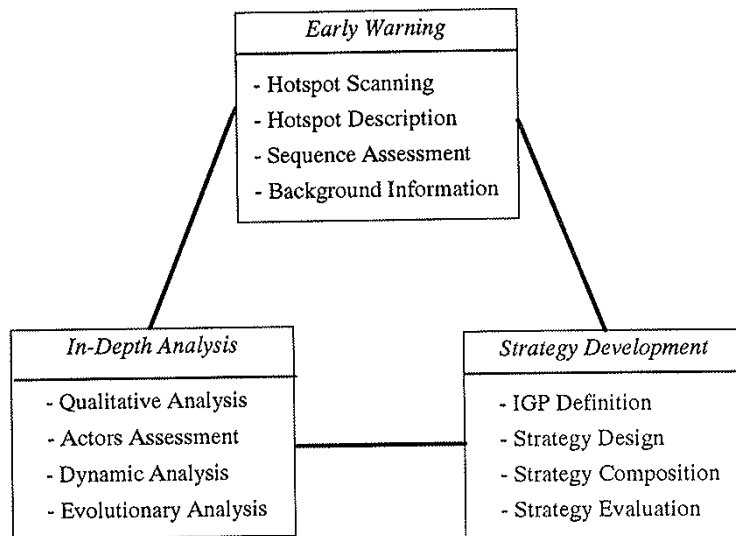 Early Warning
- Hotspot Scanning
- Hotspot Description
- Sequence Assessment
- Background Information
In-Depth Analysis
- Qualitative Analysis
- Actors Assessment
- Dynamic Analysis
- Evolutionary Analysis
Strategy Development
- IGP Definition
- Strategy Design
- Strategy Composition
- Strategy Evaluation